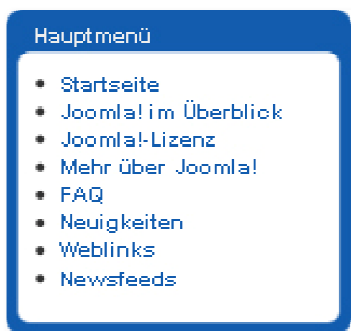 Hauptmenü
Startseite
Joomla! im Überblick
Joomla!-Lizenz
Mehr über Joomla!
FAQ
Neuigkeiten
Weblinks
Newsfeeds